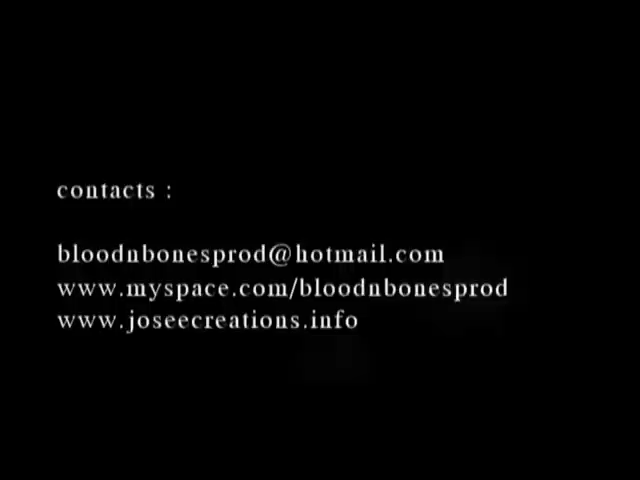 contacts :
bloodnbonesprod@hotmail.com
www.myspace.com/bloodnbonesprod
www.joseecreations.info